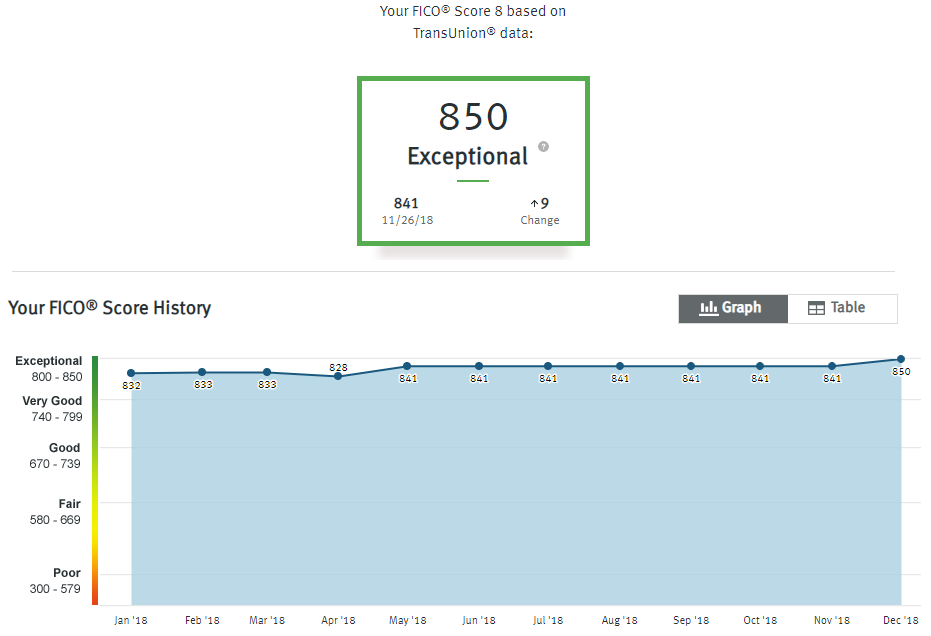 Your FICO® Score 8 based on
TransUnion® data:
850
Exceptional ?
841 ↑9
11/26/18 Change
Your FICO® Score History
Graph Table
Exceptional
800 - 850
Very Good
740 - 799
Good
670 - 739
Fair
580 - 669
Poor
300 - 579
832 833 833 828 841 841 841 841 841 841 841 850
Jan '18 Feb '18 Mar '18 Apr '18 May '18 Jun '18 Jul '18 Aug '18 Sep '18 Oct '18 Nov '18 Dec '18